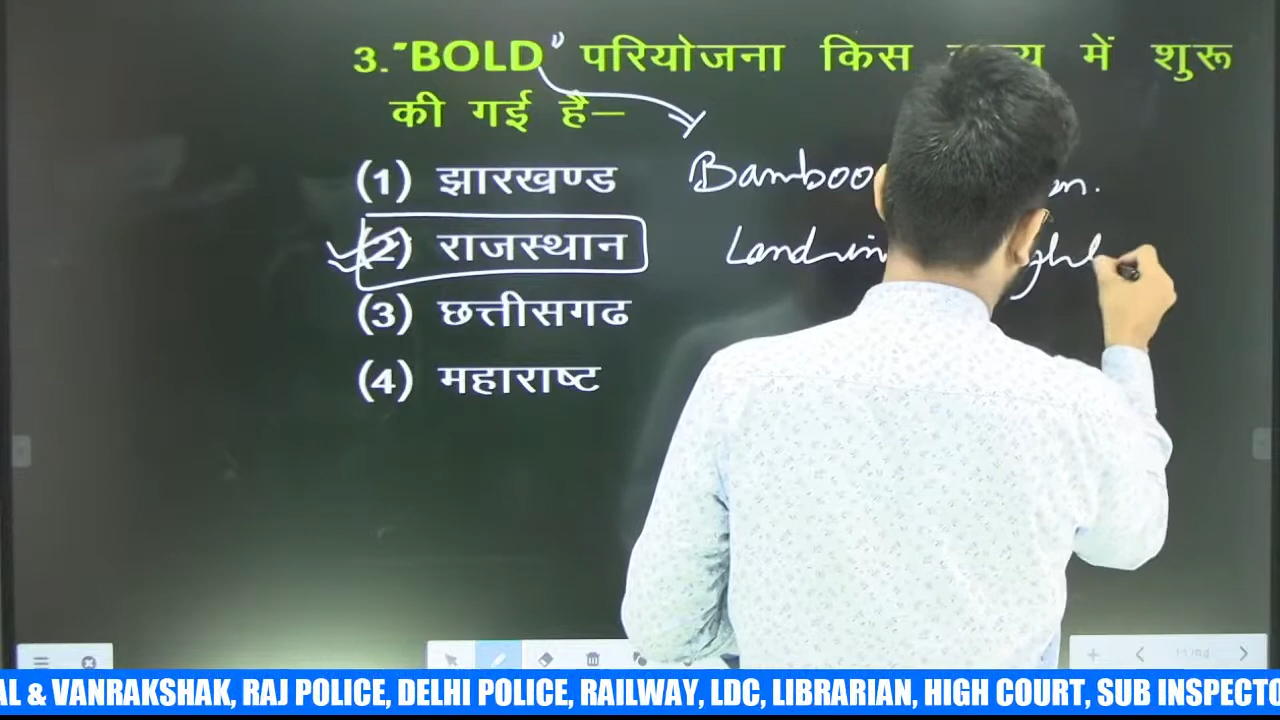 3. "BOLD" परियोजना किस में शुरू
की गई है–
(1) झारखण्ड
Bamboo
(2) राजस्थान
(3) छत्तीसगढ
(4) महाराष्ट
AL & VANRAKSHAK, RAJ POLICE, DELHI POLICE, RAILWAY, LDC, LIBRARIAN, HIGH COURT, SUB INSPECTO